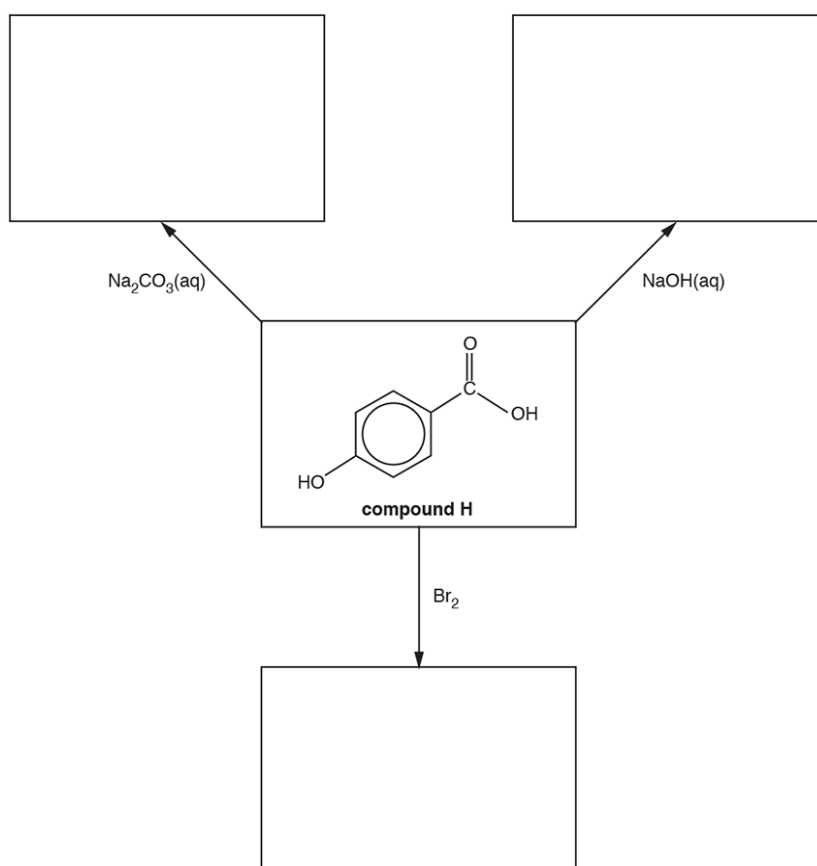 Na₂CO₃(aq)
NaOH(aq)
O
C
OH
HO
compound H
Br₂